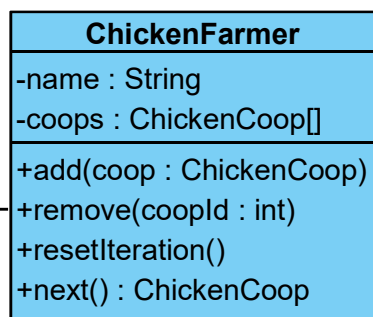 ChickenFarmer
-name : String
-coops : ChickenCoop[]
+add(coop : ChickenCoop)
+remove(coopId : int)
+resetIteration()
+next() : ChickenCoop